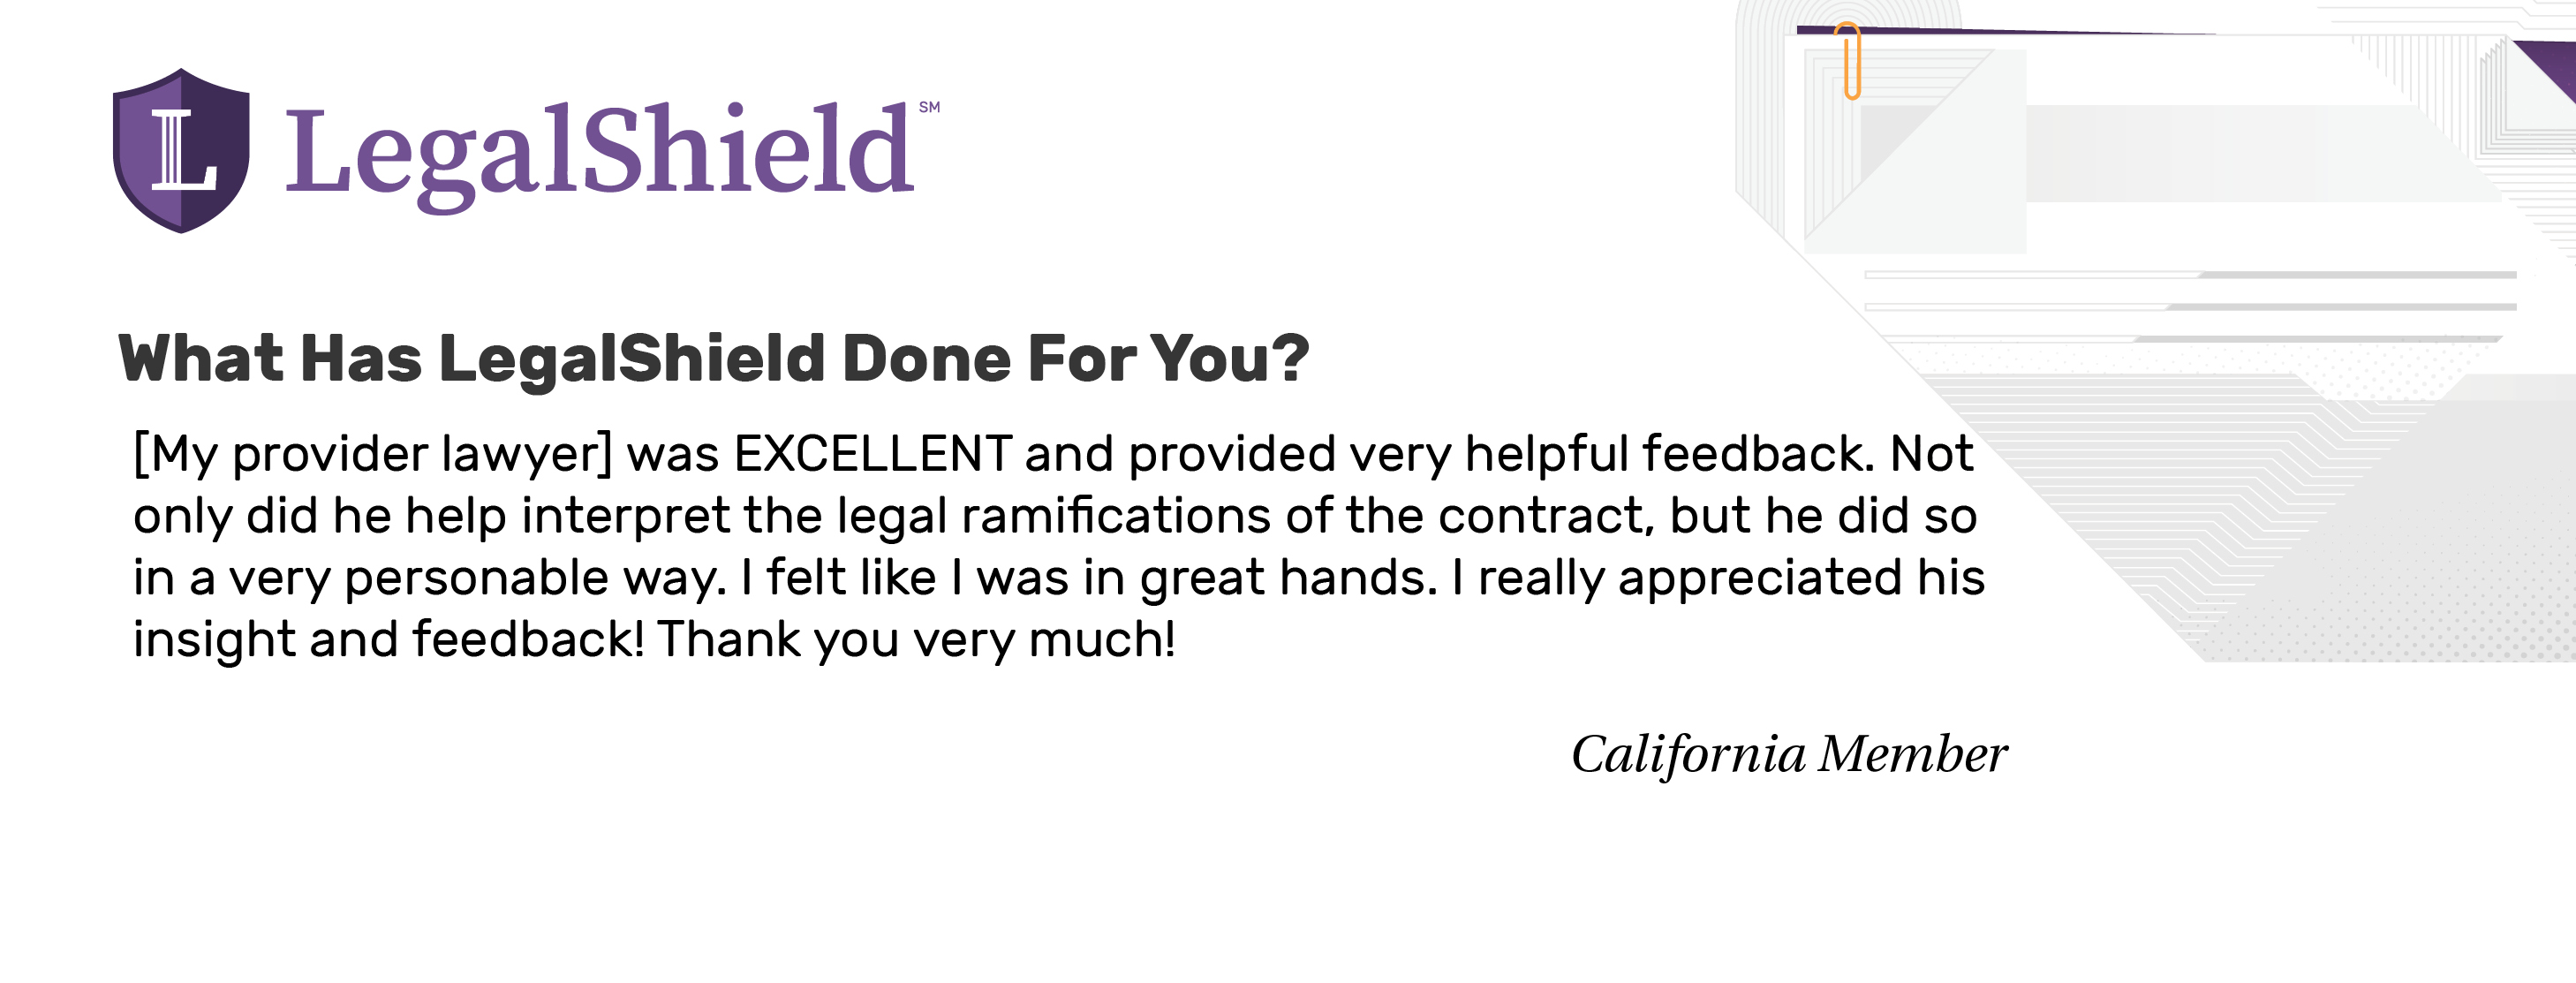 L LegalShield SM
What Has LegalShield Done For You?
[My provider lawyer] was EXCELLENT and provided very helpful feedback. Not
only did he help interpret the legal ramifications of the contract, but he did so
in a very personable way. I felt like I was in great hands. I really appreciated his
insight and feedback! Thank you very much!
California Member